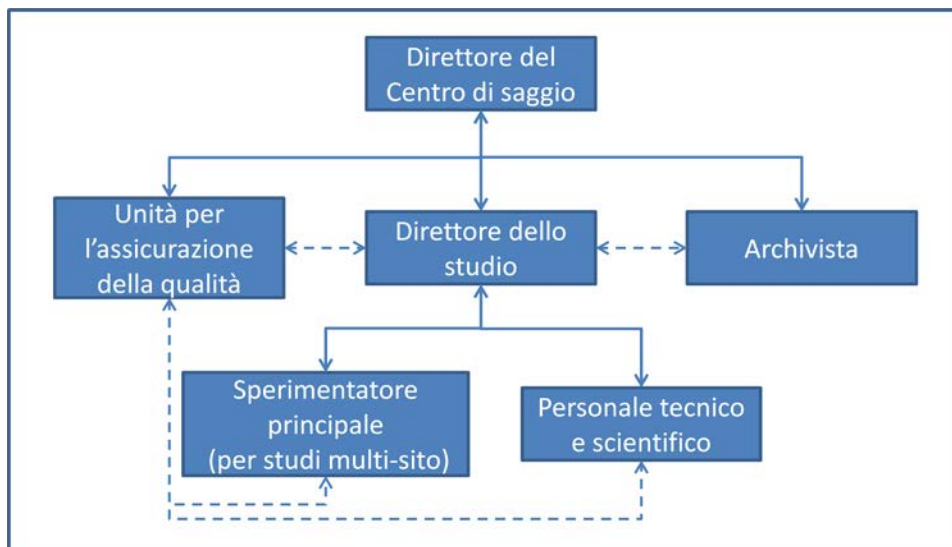 Direttore del
Centro di saggio
Unità per
l'assicurazione
della qualità
Direttore dello
studio
Archivista
Sperimentatore
principale
(per studi multi-sito)
Personale tecnico
e scientifico